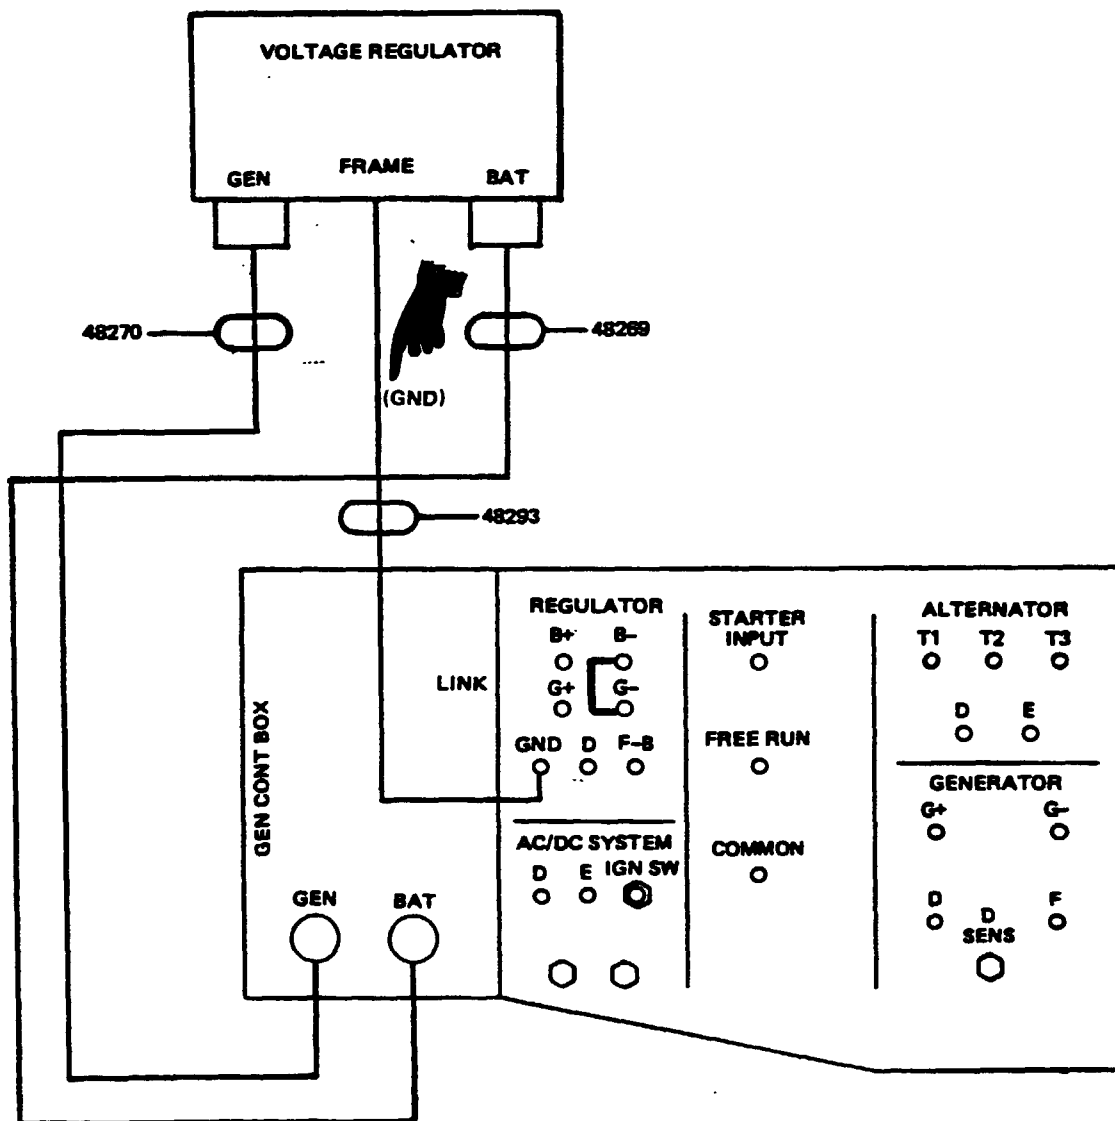 VOLTAGE REGULATOR
GEN FRAME BAT
48270
48269
(GND)
48293
GEN CONT BOX
LINK
GEN BAT
REGULATOR
B+ B-
G+ G-
GND D F-B
AC/DC SYSTEM
D E IGN SW
STARTER
INPUT
FREE RUN
COMMON
ALTERNATOR
T1 T2 T3
D E
GENERATOR
G+ G-
D F
D
SENS